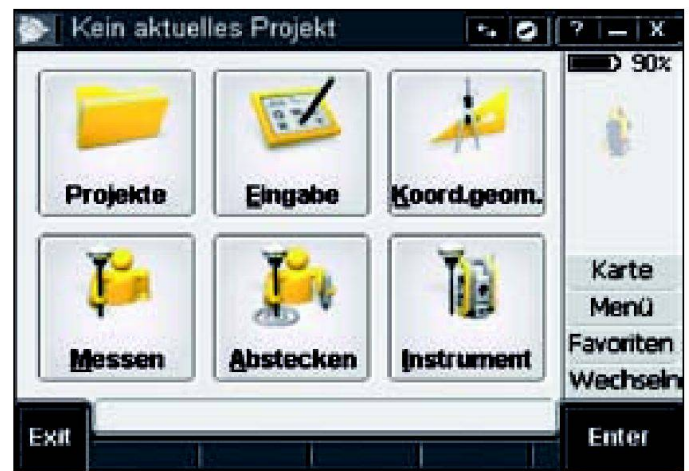 Kein aktuelles Projekt ? — X
90%
Projekte Eingabe Koord.geom.
Messen Abstecken Instrument
Karte
Menü
Favoriten
Wechseln
Exit Enter